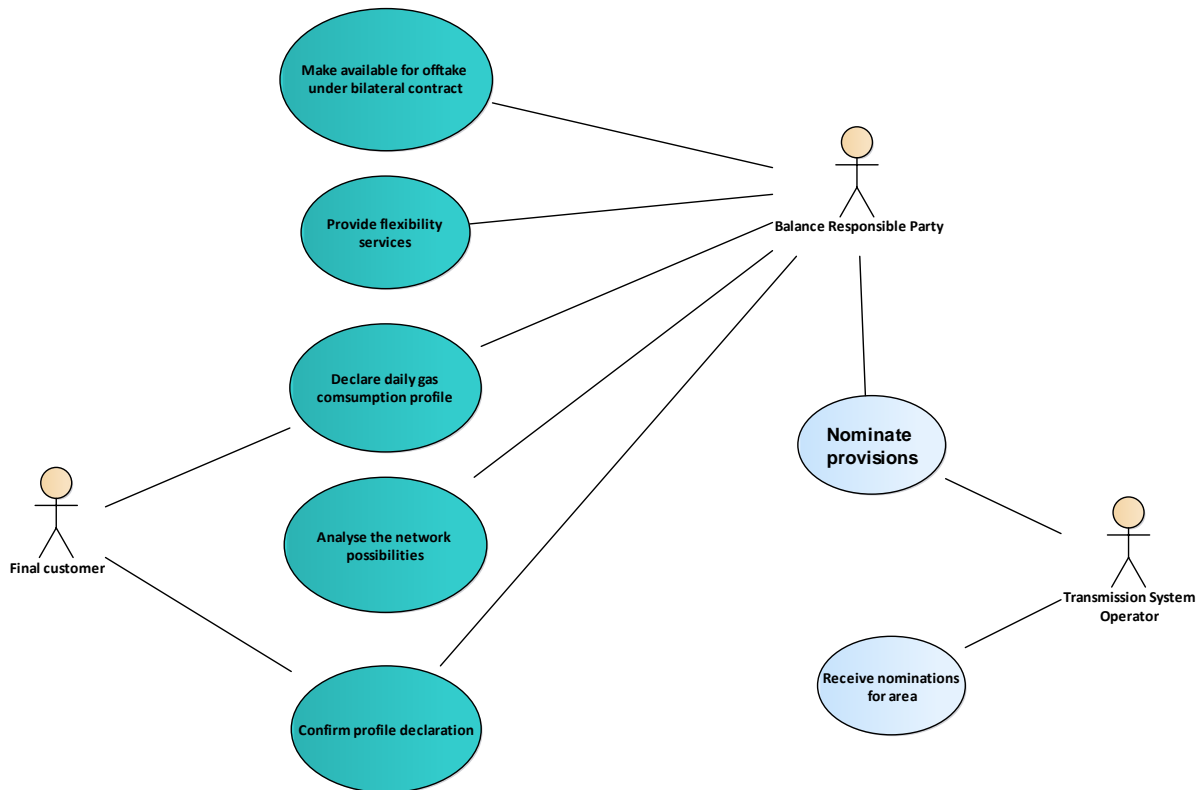 Make available for offtake
under bilateral contract
Provide flexibility
services
Balance Responsible Party
Declare daily gas
comsumption profile
Nominate
provisions
Analyse the network
possibilities
Final customer
Transmission System
Operator
Receive nominations
for area
Confirm profile declaration